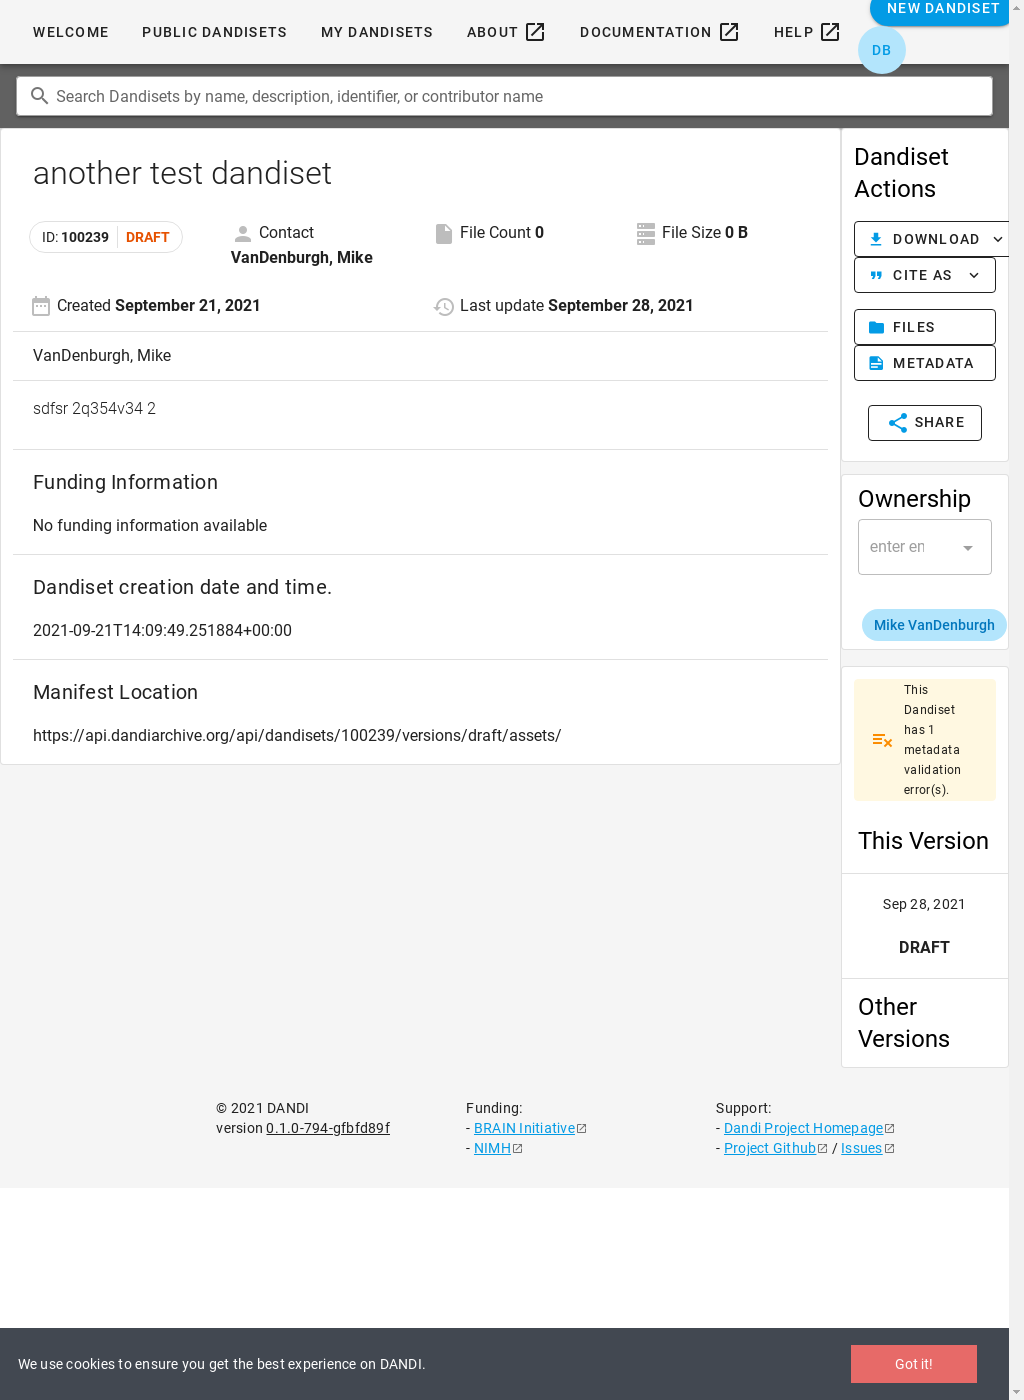 WELCOME
PUBLIC DANDISETS
MY DANDISETS
ABOUT
DOCUMENTATION
HELP
NEW DANDISET
DB
Search Dandisets by name, description, identifier, or contributor name
another test dandiset
ID: 100239 DRAFT
Contact
VanDenburgh, Mike
File Count 0
File Size 0 B
Created September 21, 2021
Last update September 28, 2021
VanDenburgh, Mike
sdfsr 2q354v34 2
Funding Information
No funding information available
Dandiset creation date and time.
2021-09-21T14:09:49.251884+00:00
Manifest Location
https://api.dandiarchive.org/api/dandisets/100239/versions/draft/assets/
Dandiset
Actions
DOWNLOAD
CITE AS
FILES
METADATA
SHARE
Ownership
enter en
Mike VanDenburgh
This
Dandiset
has 1
metadata
validation
error(s).
This Version
Sep 28, 2021
DRAFT
Other
Versions
© 2021 DANDI
version 0.1.0-794-gfbfd89f
Funding:
- BRAIN Initiative
- NIMH
Support:
- Dandi Project Homepage
- Project Github / Issues
We use cookies to ensure you get the best experience on DANDI.
Got it!